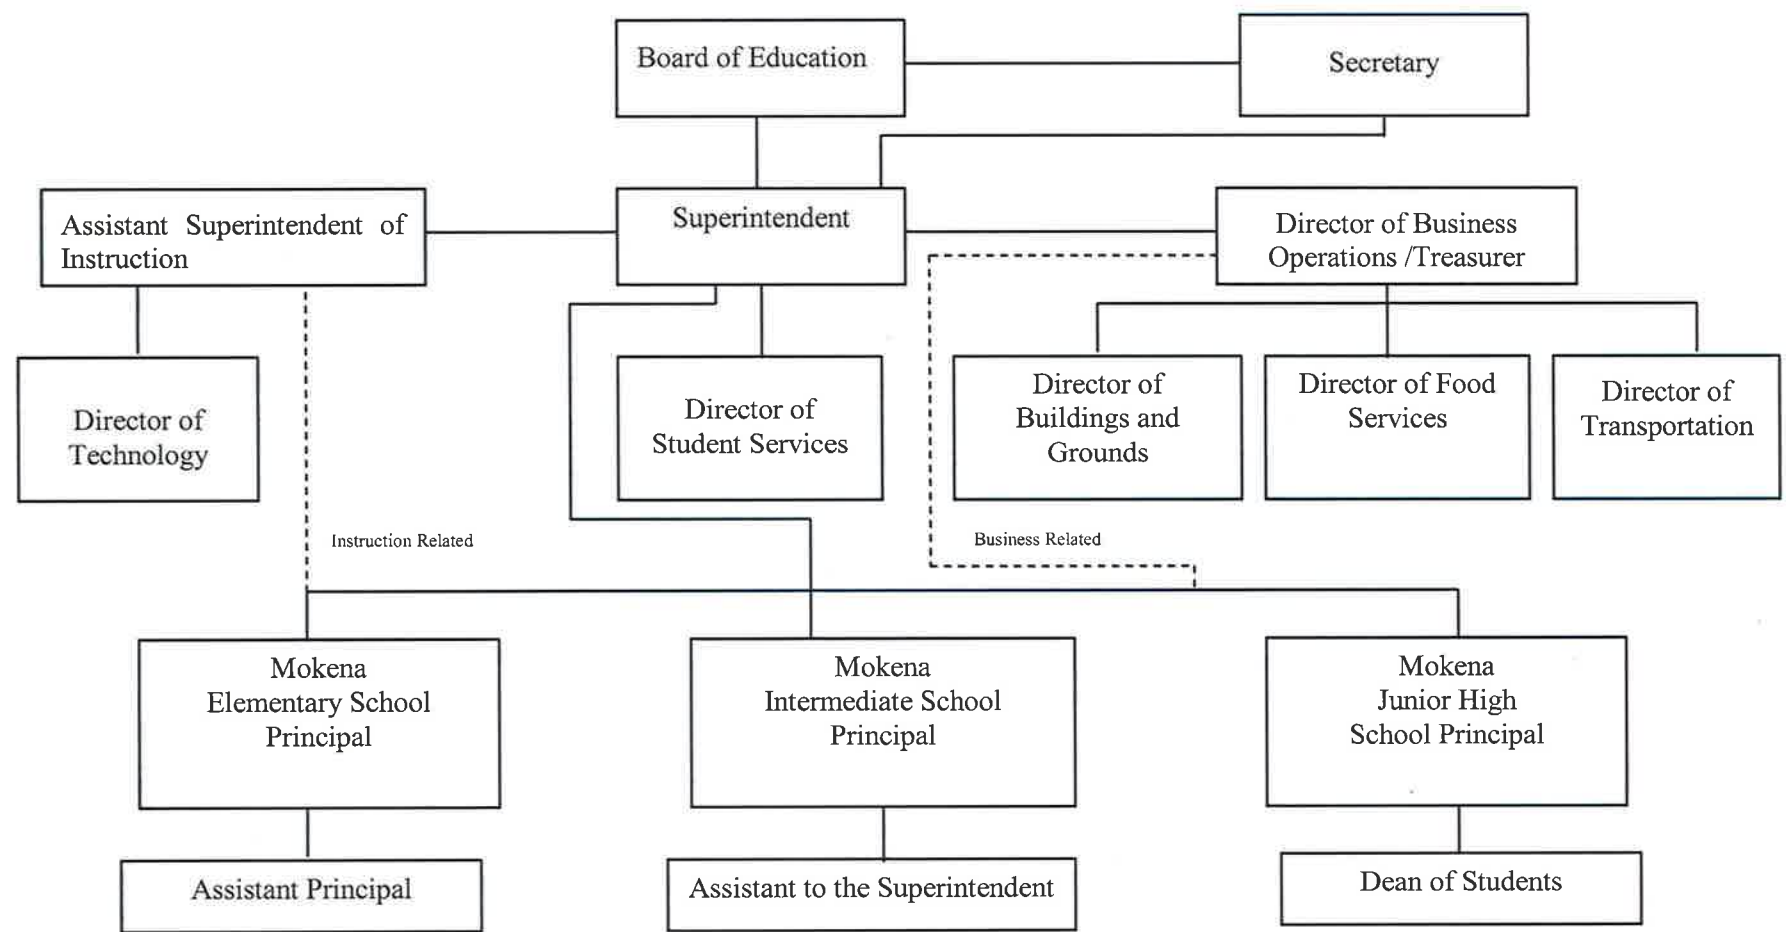 Board of Education
Secretary
Assistant Superintendent of
Instruction
Superintendent
Director of Business
Operations /Treasurer
Director of
Technology
Director of
Student Services
Director of
Buildings and
Grounds
Director of Food
Services
Director of
Transportation
Instruction Related
Business Related
Mokena
Elementary School
Principal
Mokena
Intermediate School
Principal
Mokena
Junior High
School Principal
Assistant Principal
Assistant to the Superintendent
Dean of Students